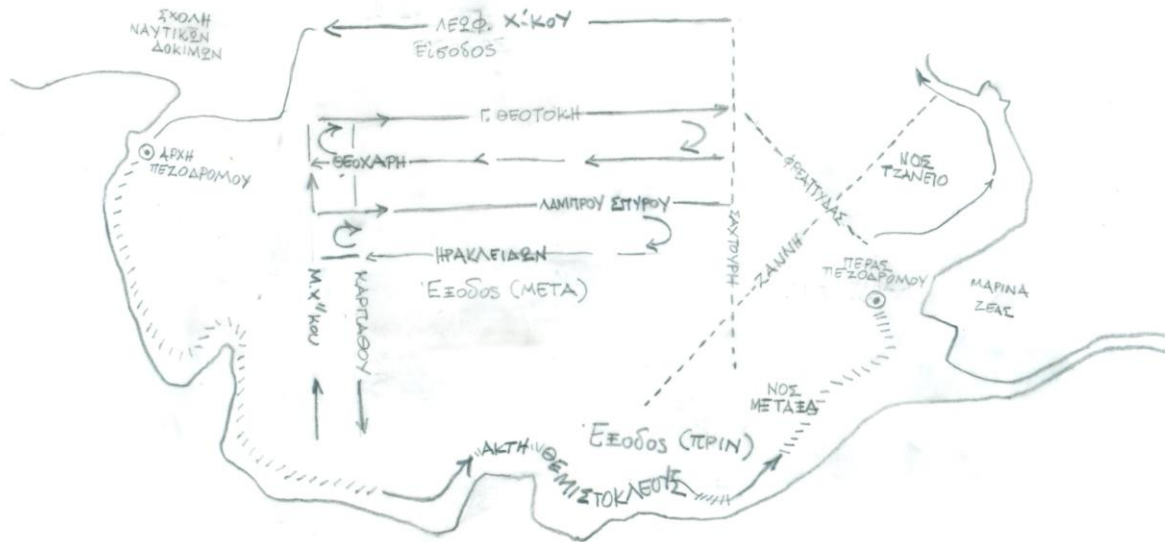 ΣΧΟΛΗ
ΝΑΥΤΙΚΩΝ
ΔΟΚΙΜΩΝ
ΛΕΩΦ. Χ"ΚΟΥ
Είσοδος
Γ. ΘΕΟΤΟΚΗ
ΑΡΧΗ
ΠΕΖΟΔΡΟΜΟΥ
ΘΕΟΧΑΡΗ
ΝΟΣ
ΤΖΑΝΕΙΟ
ΦΡΕΑΤΤΥΔΑΣ
ΛΑΜΠΡΟΥ ΣΠΥΡΟΥ
ΣΑΧΤΟΥΡΗ
ΖΑΝΝΗ
ΗΡΑΚΛΕΙΔΩΝ
ΠΕΡΑΣ
ΠΕΖΟΔΡΟΜΟΥ
ΜΑΡΙΝΑ
ΖΕΑΣ
Έξοδος (ΜΕΤΑ)
Μ. Χ"ΚΟΥ
ΚΑΡΠΑΘΟΥ
ΝΟΣ
ΜΕΤΑΞΑ
Έξοδος (ΠΡΙΝ)
ΑΚΤΗ ΘΕΜΙΣΤΟΚΛΕΟΥΣ